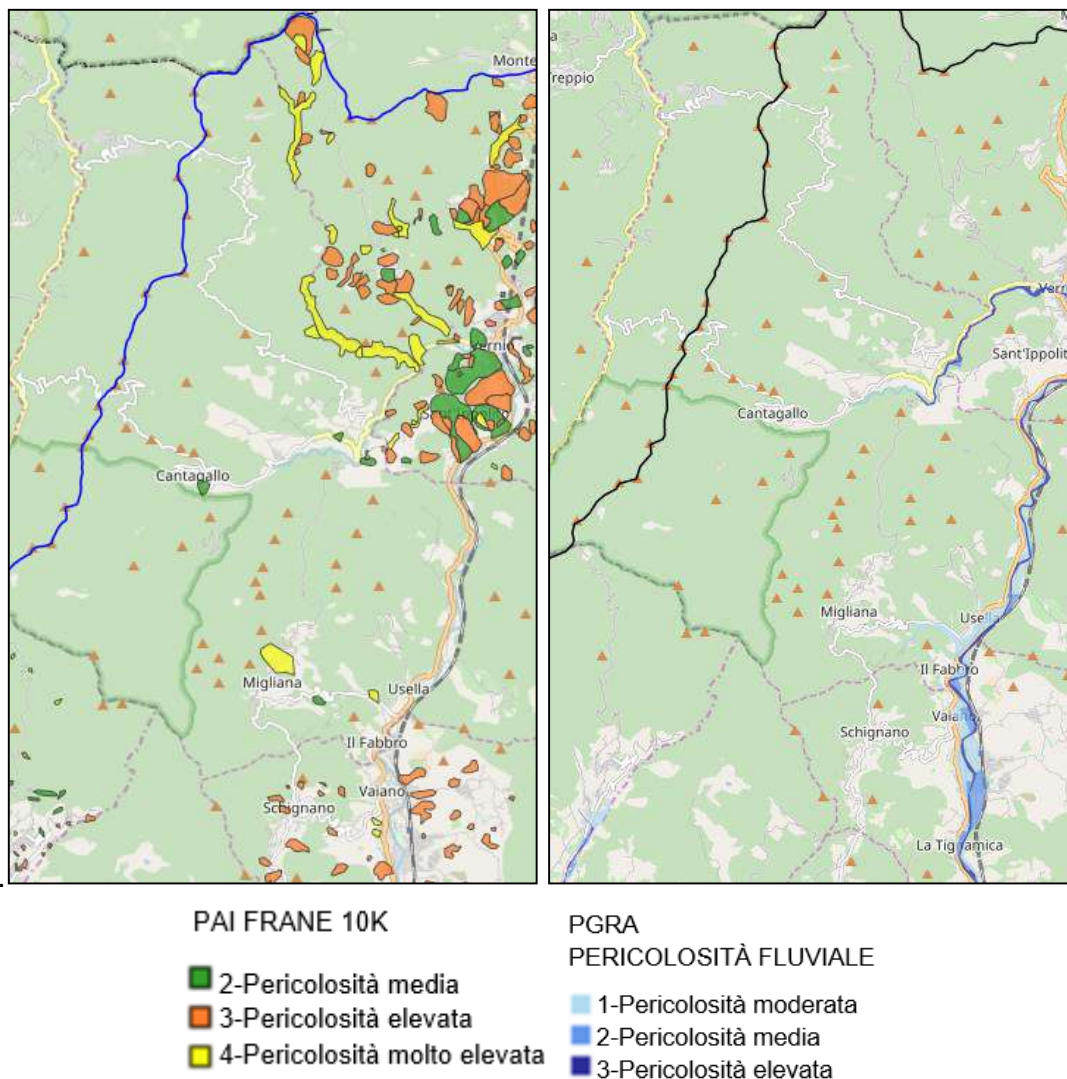 Monte
Vernio
Cantagallo
Migliana
Usella
Il Fabbro
Vaiano
Schignano
Treppio
Sant'Ippolit
Cantagallo
Migliana
Usella
Il Fabbro
Vaiano
Schignano
La Tignamica
PAI FRANE 10K
2-Pericolosità media
3-Pericolosità elevata
4-Pericolosità molto elevata
PGRA
PERICOLOSITÀ FLUVIALE
1-Pericolosità moderata
2-Pericolosità media
3-Pericolosità elevata